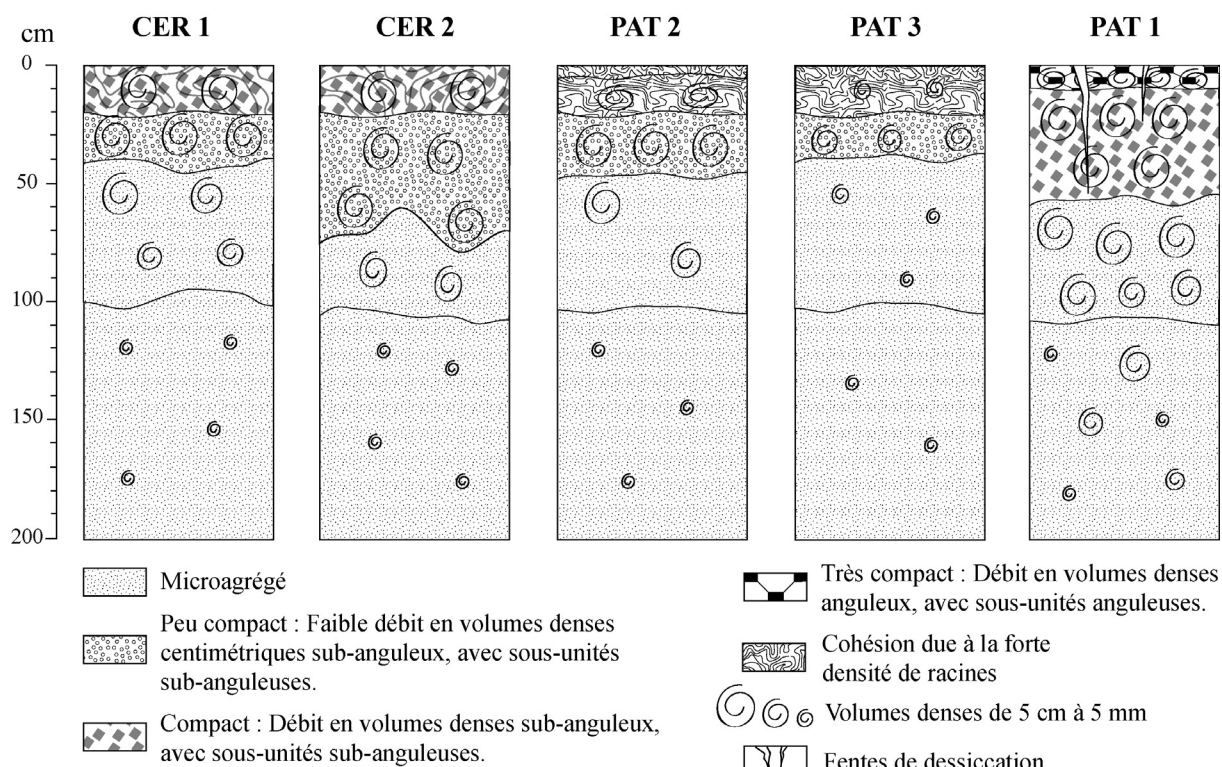 CER 1 CER 2 PAT 2 PAT 3 PAT 1
cm
0
50
100
150
200
Microagrégé
Peu compact : Faible débit en volumes denses
centimétriques sub-anguleux, avec sous-unités
sub-anguleuses.
Compact : Débit en volumes denses sub-anguleux,
avec sous-unités sub-anguleuses.
Très compact : Débit en volumes denses
anguleux, avec sous-unités anguleuses.
Cohésion due à la forte
densité de racines
Volumes denses de 5 cm à 5 mm
Fentes de dessiccation